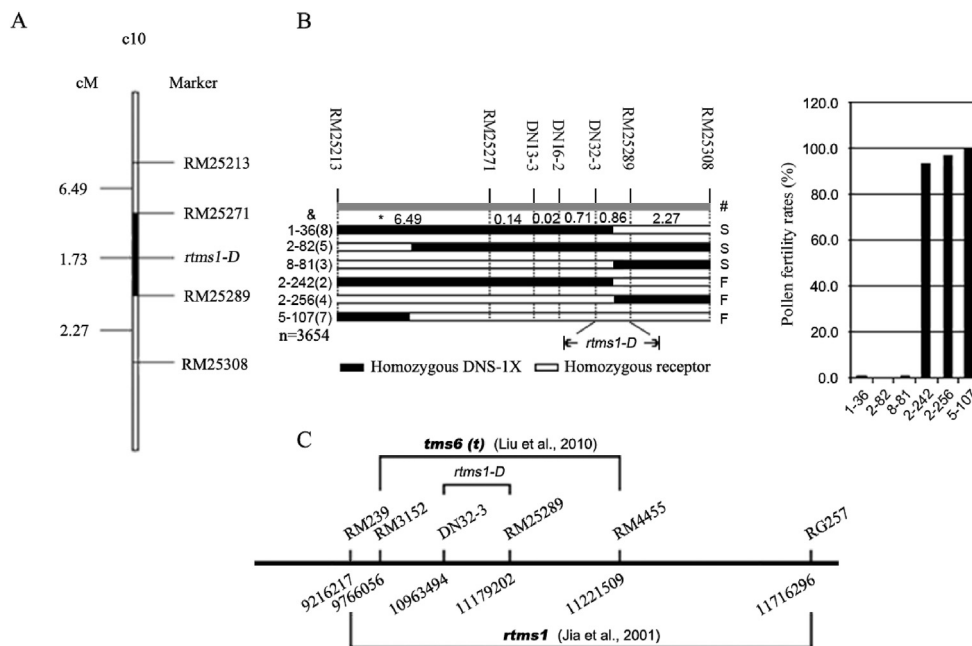 A
c10
cM
Marker
RM25213
6.49
RM25271
1.73
rtms1-D
RM25289
2.27
RM25308
B
RM25213
RM25271
DN13-3
DN16-2
DN32-3
RM25289
RM25308
#
&
* 6.49 0.14 0.02 0.71 0.86 2.27
1-36(8) S
2-82(5) S
8-81(3) S
2-242(2) F
2-256(4) F
5-107(7) F
n=3654
rtms1-D
Homozygous DNS-1X Homozygous receptor
Pollen fertility rates (%)
120.0
100.0
80.0
60.0
40.0
20.0
0.0
1-36
2-82
8-81
2-242
2-256
5-107
C
tms6 (t) (Liu et al., 2010)
rtms1-D
RM239
RM3152
DN32-3
RM25289
RM4455
RG257
9216217
9766056
10963494
11179202
11221509
11716296
rtms1 (Jia et al., 2001)